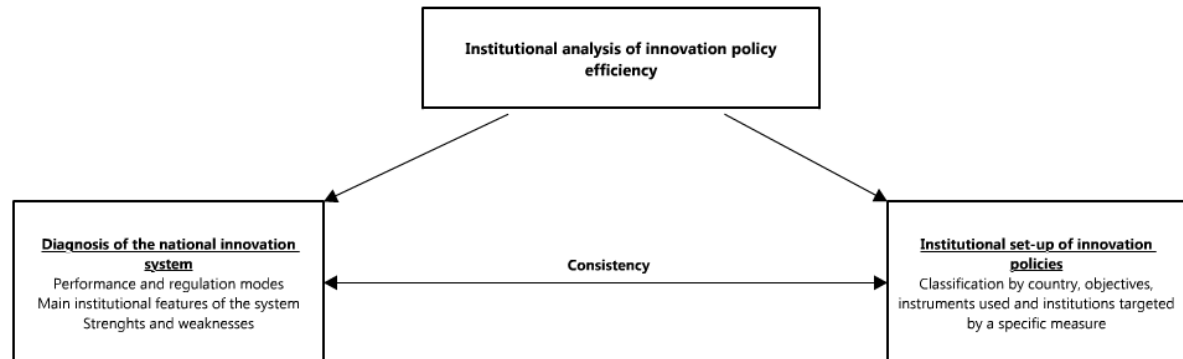 Institutional analysis of innovation policy
efficiency
Diagnosis of the national innovation
system
Performance and regulation modes
Main institutional features of the system
Strenghts and weaknesses
Consistency
Institutional set-up of innovation
policies
Classification by country, objectives,
instruments used and institutions targeted
by a specific measure